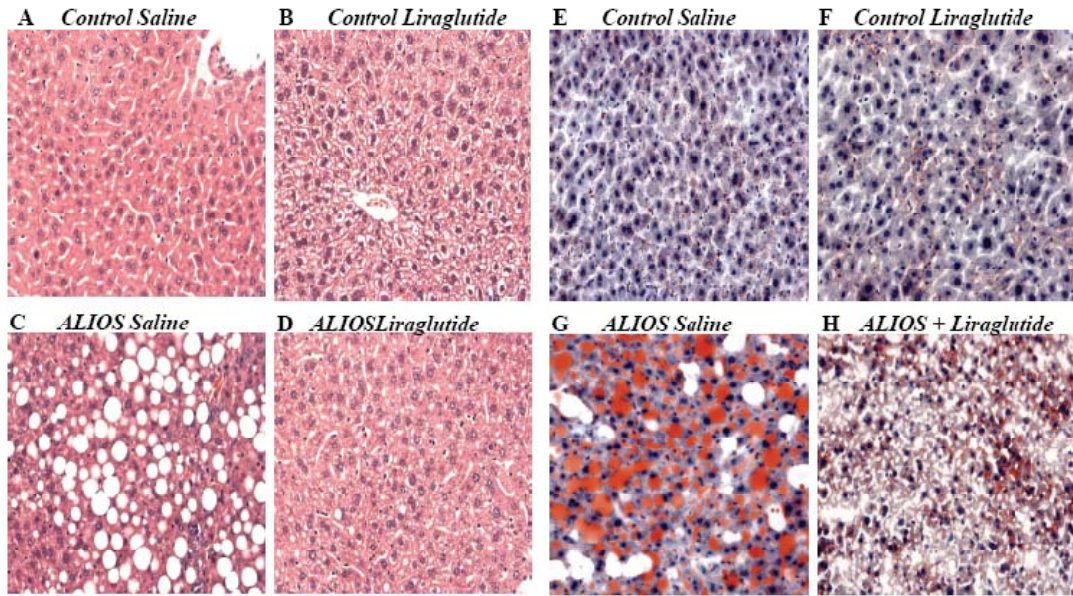 A Control Saline
B Control Liraglutide
E Control Saline
F Control Liraglutide
C ALIOS Saline
D ALIOSLiraglutide
G ALIOS Saline
H ALIOS + Liraglutide